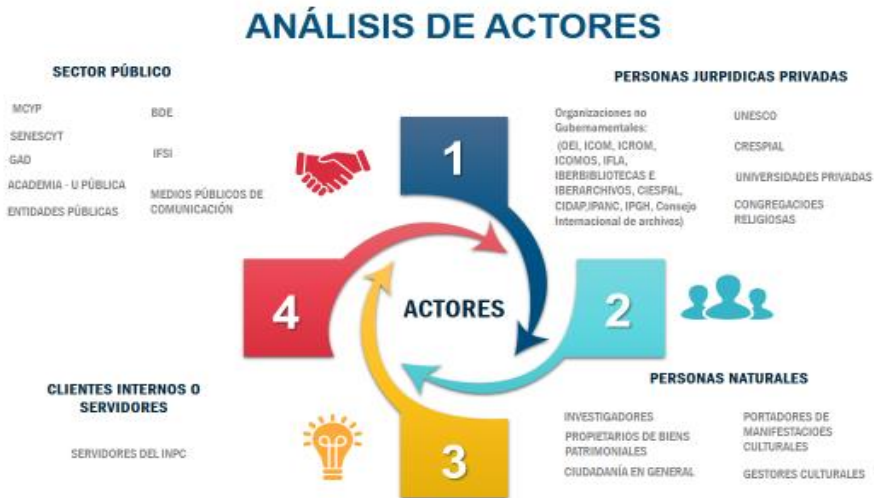 ANÁLISIS DE ACTORES
SECTOR PÚBLICO
MCYP
SENESCYT
GAD
ACADEMIA - U PÚBLICA
ENTIDADES PÚBLICAS
BDE
IFSI
MEDIOS PÚBLICOS DE
COMUNICACIÓN
PERSONAS JURPIDICAS PRIVADAS
Organizaciones no
Gubernamentales:
(OEI, ICOM, ICROM,
ICOMOS, IFLA,
IBERBIBLIOTECAS E
IBERARCHIVOS, CIESPAL,
CIDAP,IPANC, IPGH, Consejo
Internacional de archivos)
UNESCO
CRESPIAL
UNIVERSIDADES PRIVADAS
CONGREGACIOES
RELIGIOSAS
1
2
3
4
ACTORES
CLIENTES INTERNOS O
SERVIDORES
SERVIDORES DEL INPC
PERSONAS NATURALES
INVESTIGADORES
PROPIETARIOS DE BIENS
PATRIMONIALES
CIUDADANÍA EN GENERAL
PORTADORES DE
MANIFESTACIOES
CULTURALES
GESTORES CULTURALES